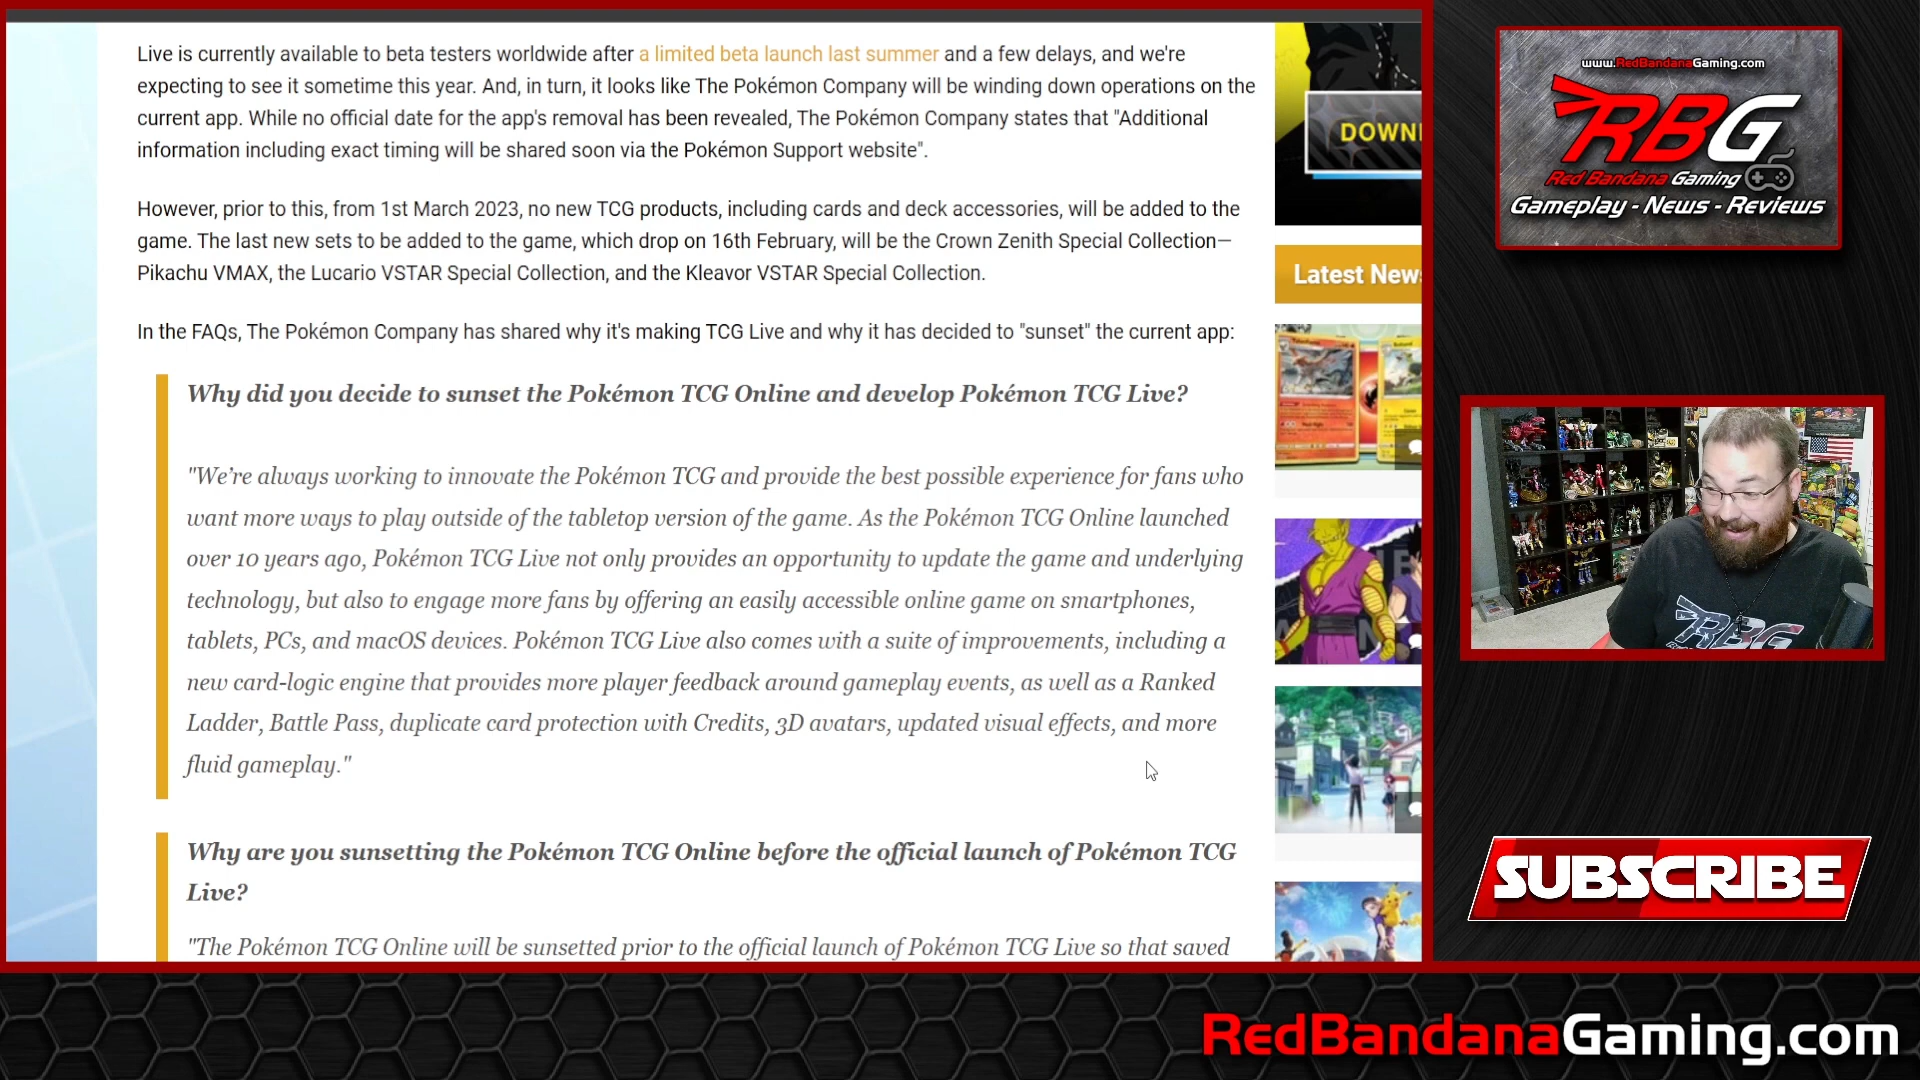 Live is currently available to beta testers worldwide after a limited beta launch last summer and a few delays, and we're
expecting to see it sometime this year. And, in turn, it looks like The Pokémon Company will be winding down operations on the
current app. While no official date for the app's removal has been revealed, The Pokémon Company states that "Additional
information including exact timing will be shared soon via the Pokémon Support website".
However, prior to this, from 1st March 2023, no new TCG products, including cards and deck accessories, will be added to the
game. The last new sets to be added to the game, which drop on 16th February, will be the Crown Zenith Special Collection—
Pikachu VMAX, the Lucario VSTAR Special Collection, and the Kleavor VSTAR Special Collection.
In the FAQs, The Pokémon Company has shared why it's making TCG Live and why it has decided to "sunset" the current app:
Why did you decide to sunset the Pokémon TCG Online and develop Pokémon TCG Live?
"We’re always working to innovate the Pokémon TCG and provide the best possible experience for fans who
want more ways to play outside of the tabletop version of the game. As the Pokémon TCG Online launched
over 10 years ago, Pokémon TCG Live not only provides an opportunity to update the game and underlying
technology, but also to engage more fans by offering an easily accessible online game on smartphones,
tablets, PCs, and macOS devices. Pokémon TCG Live also comes with a suite of improvements, including a
new card-logic engine that provides more player feedback around gameplay events, as well as a Ranked
Ladder, Battle Pass, duplicate card protection with Credits, 3D avatars, updated visual effects, and more
fluid gameplay."
Why are you sunsetting the Pokémon TCG Online before the official launch of Pokémon TCG
Live?
"The Pokémon TCG Online will be sunsetted prior to the official launch of Pokémon TCG Live so that saved
DOWN
Latest News
www.RedBandanaGaming.com
RBG
Red Bandana Gaming
Gameplay - News - Reviews
RBG
SUBSCRIBE
RedBandanaGaming.com